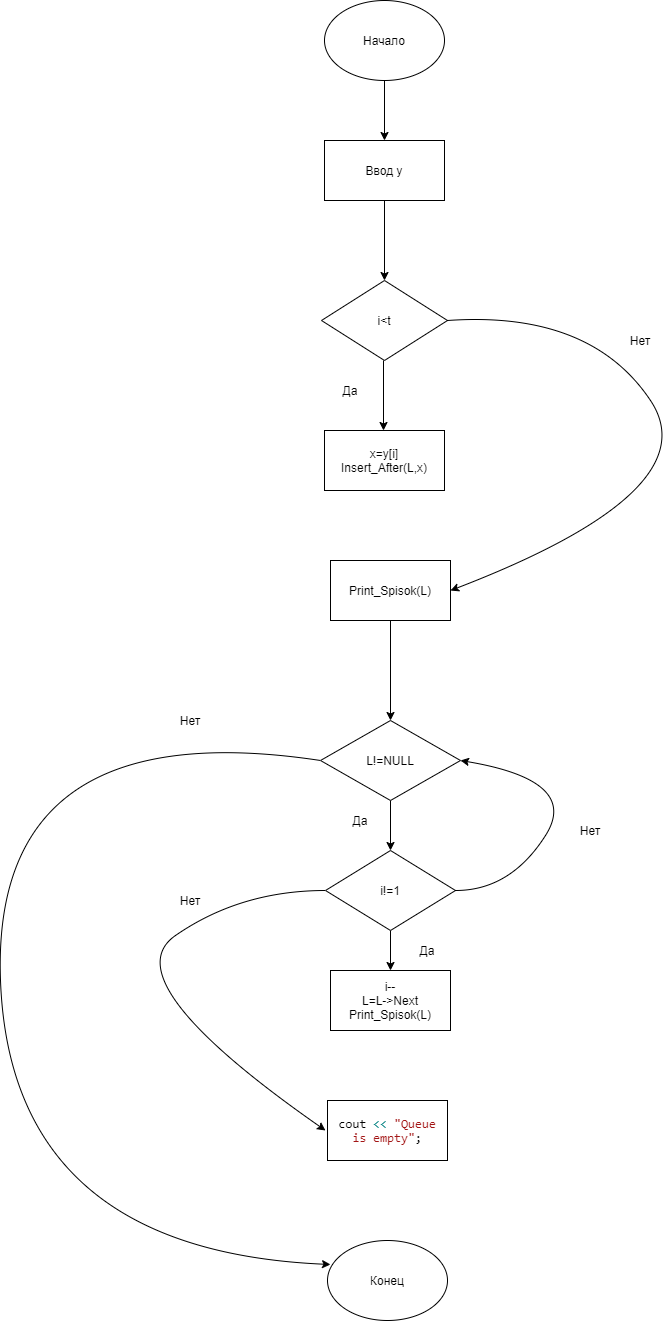 Начало
Ввод y
i<t
Нет
Да
x=y[i]
Insert_After(L,x)
Print_Spisok(L)
Нет
L!=NULL
Да
Нет
i!=1
Нет
Да
i--
L=L->Next
Print_Spisok(L)
cout << "Queue
is empty";
Конец